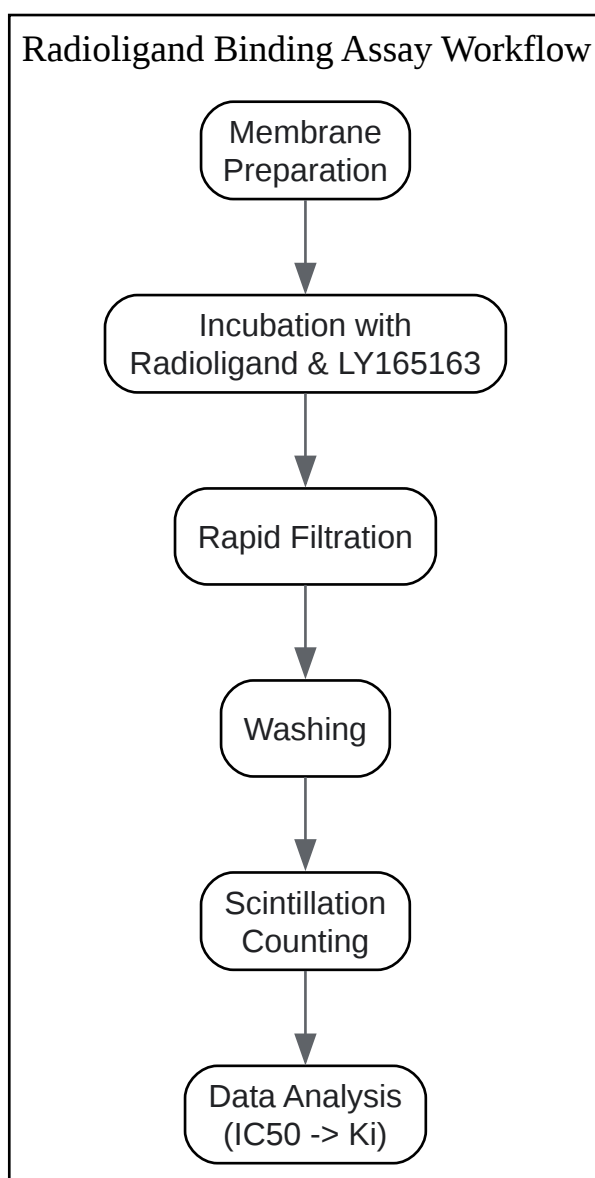 Radioligand Binding Assay Workflow
Membrane
Preparation
Incubation with
Radioligand & LY165163
Rapid Filtration
Washing
Scintillation
Counting
Data Analysis
(IC50 -> Ki)